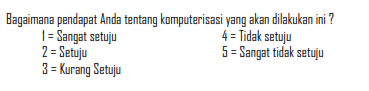 Bagaimana pendapat Anda tentang komputerisasi yang akan dilakukan ini ?
1 = Sangat setuju 4 = Tidak setuju
2 = Setuju 5 = Sangat tidak setuju
3 = Kurang Setuju